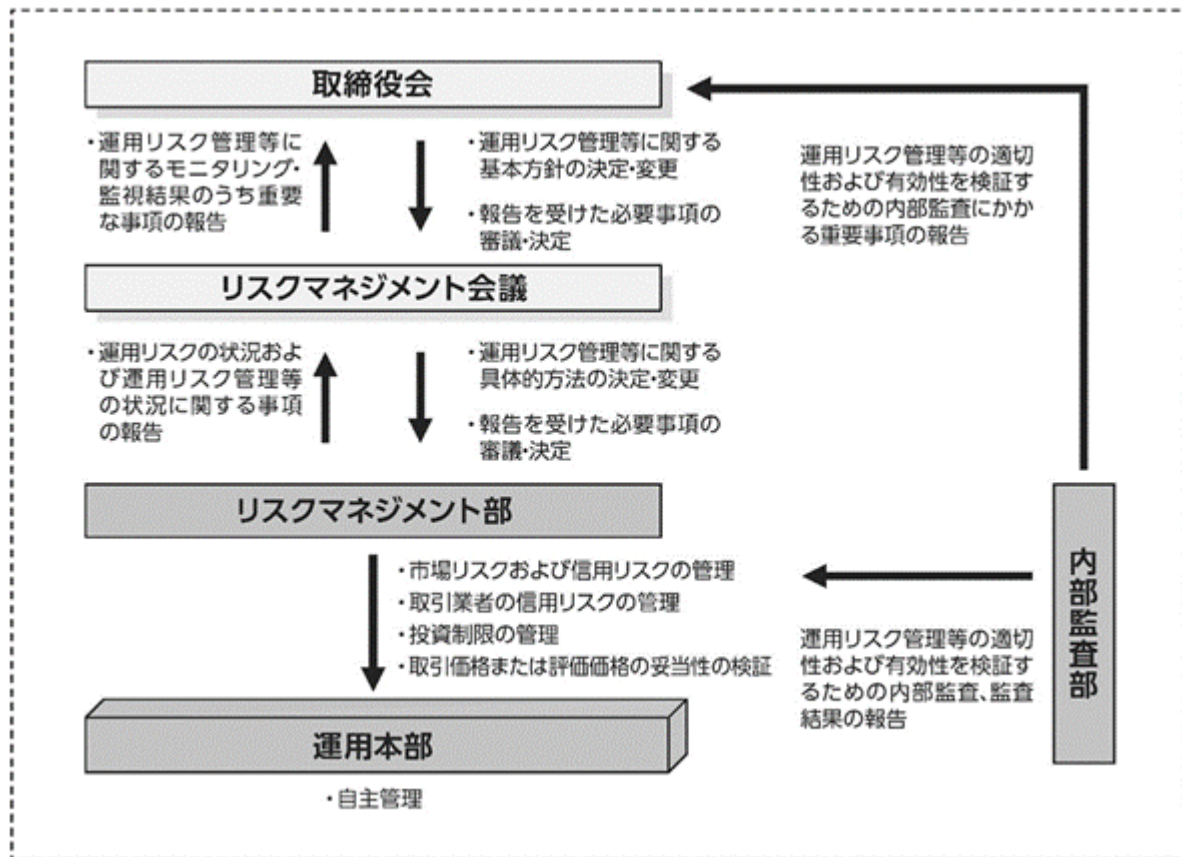 取締役会
・運用リスク管理等に
関するモニタリング・
監視結果のうち重要
な事項の報告
・運用リスク管理等に関する
基本方針の決定・変更
・報告を受けた必要事項の
審議・決定
運用リスク管理等の適切
性および有効性を検証す
るための内部監査にかか
る重要事項の報告
リスクマネジメント会議
・運用リスクの状況およ
び運用リスク管理等
の状況に関する事項
の報告
・運用リスク管理等に関する
具体的方法の決定・変更
・報告を受けた必要事項の
審議・決定
リスクマネジメント部
・市場リスクおよび信用リスクの管理
・取引業者の信用リスクの管理
・投資制限の管理
・取引価格または評価価格の妥当性の検証
内部監査部
運用リスク管理等の適切
性および有効性を検証す
るための内部監査、監査
結果の報告
運用本部
・自主管理